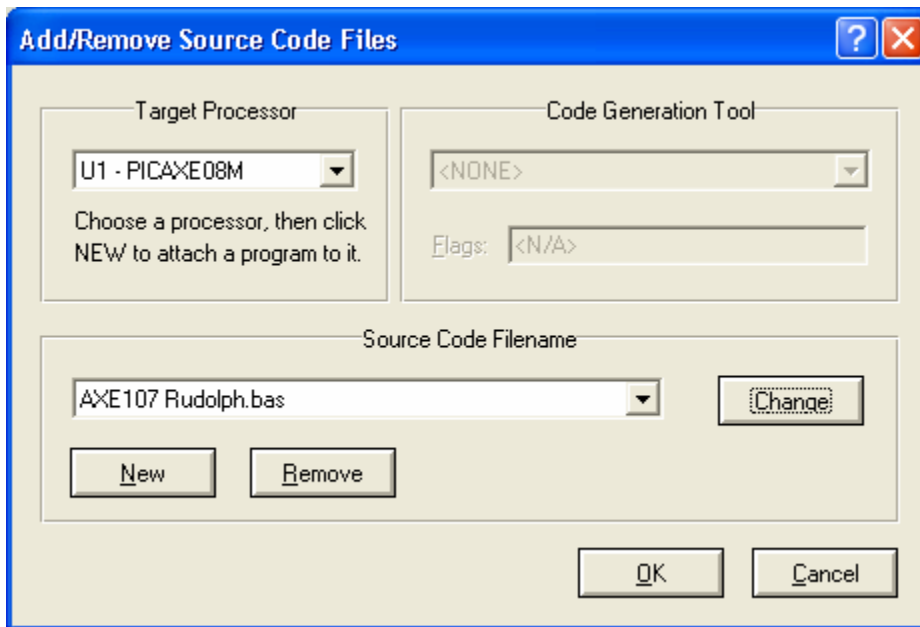 Add/Remove Source Code Files
Target Processor
U1 - PICAXE08M
Choose a processor, then click
NEW to attach a program to it.
Code Generation Tool
<NONE>
Flags: <N/A>
Source Code Filename
AXE107 Rudolph.bas
Change
New Remove
OK Cancel